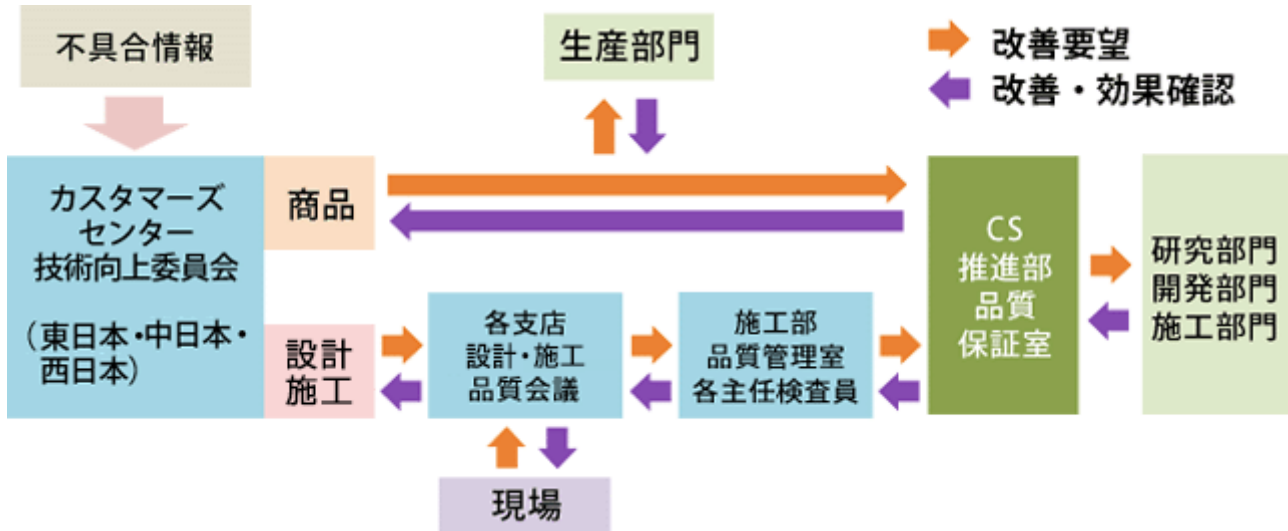 不具合情報
生産部門
改善要望
改善・効果確認
カスタマーズ
センター
技術向上委員会
（東日本・中日本・
西日本）
商品
設計
施工
各支店
設計・施工
品質会議
施工部
品質管理室
各主任検査員
CS
推進部
品質
保証室
研究部門
開発部門
施工部門
現場